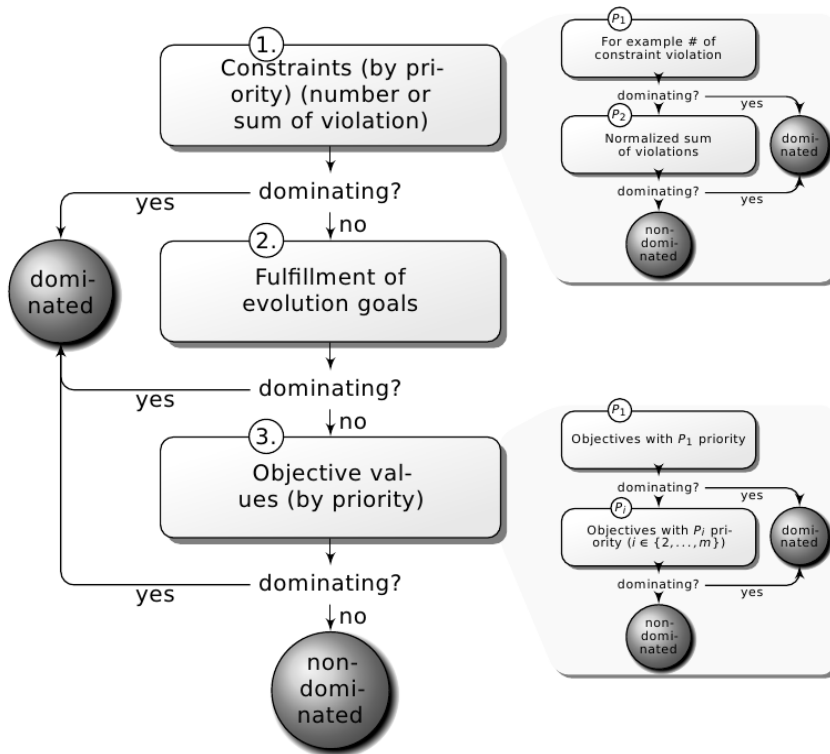 1.
Constraints (by pri-
ority) (number or
sum of violation)
dominating?
yes
no
domi-
nated
2.
Fulfillment of
evolution goals
dominating?
yes
no
3.
Objective val-
ues (by priority)
dominating?
yes
no
non-
domi-
nated
P1
For example # of
constraint violation
dominating?
yes
P2
Normalized sum
of violations
domi-
nated
dominating?
yes
non-
domi-
nated
P1
Objectives with P1 priority
dominating?
yes
Pi
Objectives with Pi pri-
ority (i ∈ {2, . . . , m})
domi-
nated
dominating?
yes
non-
domi-
nated